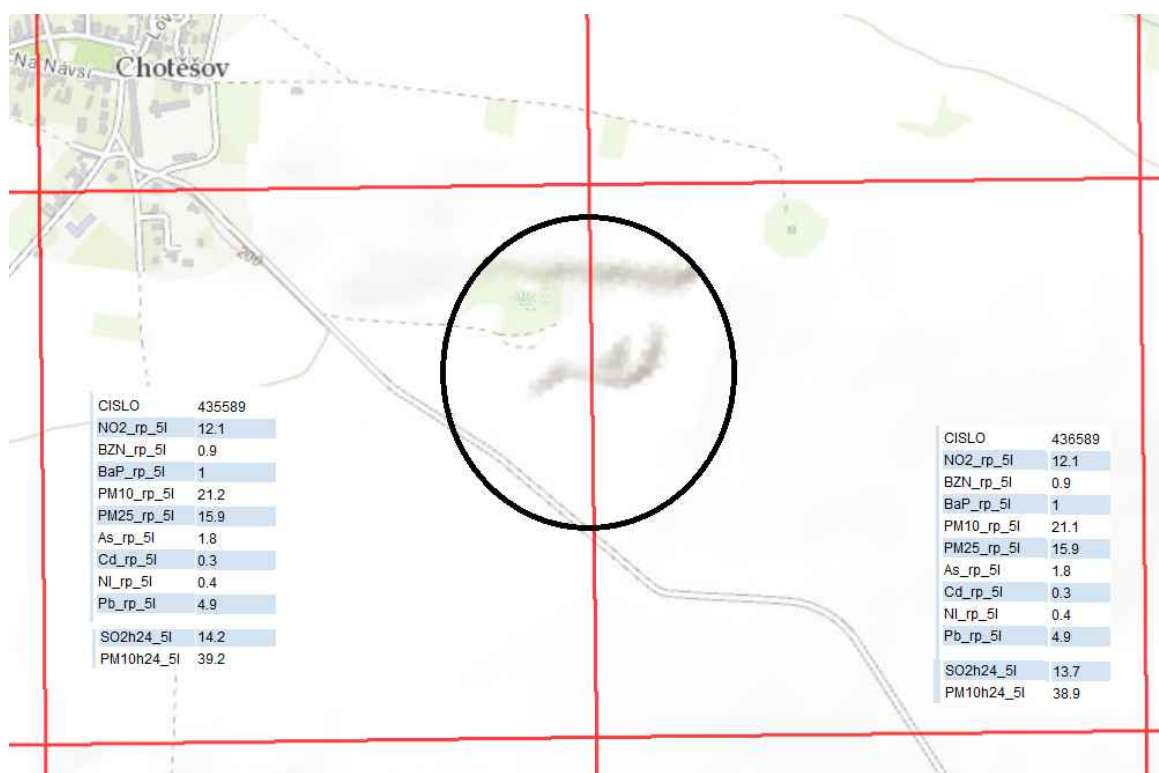 Lovo
Na Návsi
Chotěšov
200
CISLO 435589
NO2_rp_5l 12.1
BZN_rp_5l 0.9
BaP_rp_5l 1
PM10_rp_5l 21.2
PM25_rp_5l 15.9
As_rp_5l 1.8
Cd_rp_5l 0.3
NI_rp_5l 0.4
Pb_rp_5l 4.9
SO2h24_5l 14.2
PM10h24_5l 39.2
CISLO 436589
NO2_rp_5l 12.1
BZN_rp_5l 0.9
BaP_rp_5l 1
PM10_rp_5l 21.1
PM25_rp_5l 15.9
As_rp_5l 1.8
Cd_rp_5l 0.3
NI_rp_5l 0.4
Pb_rp_5l 4.9
SO2h24_5l 13.7
PM10h24_5l 38.9